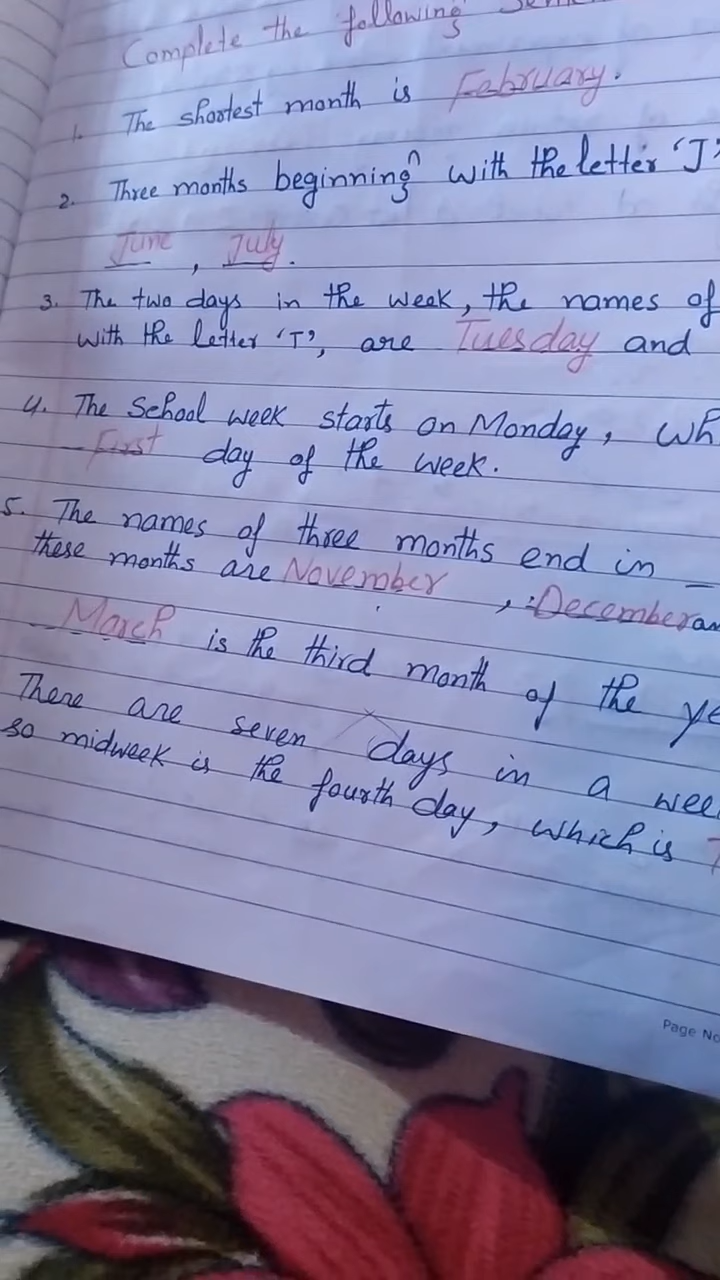 Complete the following
1. The shortest month is February.
2. Three months beginning with the letter 'J'
June, July.
3. The two days in the week, the names of
with the letter 'T', are Tuesday and
4. The School week starts on Monday, wh
First day of the week.
5. The names of three months end in
these months are November, December an
March is the third month of the ye
There are seven days in a wee
so midweek is the fourth day, which is T
Page No